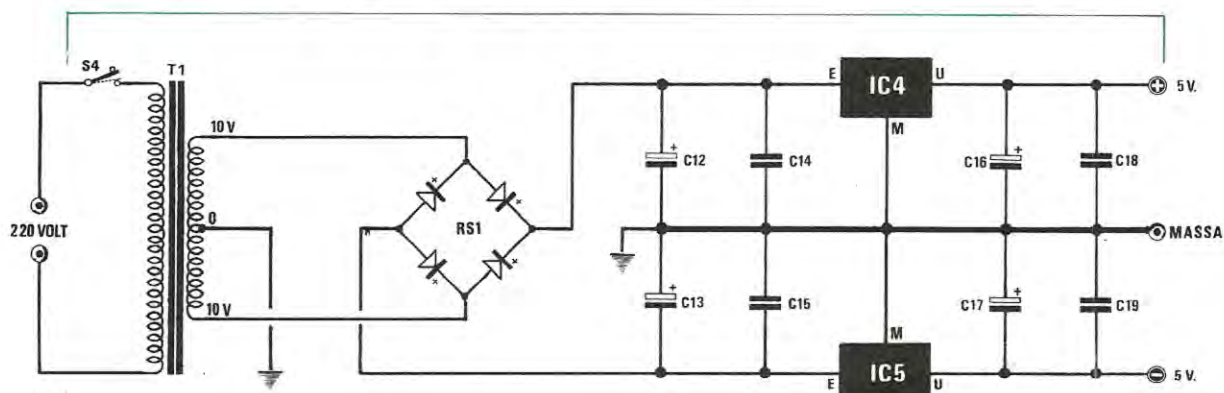 S4
T1
10 V
0
10 V
220 VOLT
RS1
E
IC4
U
M
+
C12
C14
+
C16
C18
5 V.
MASSA
+
C13
C15
+
C17
C19
M
E
IC5
U
5 V.